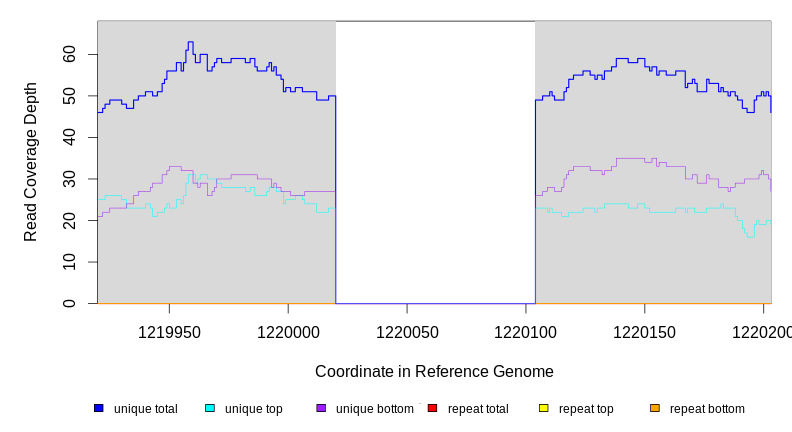 Read Coverage Depth
60
50
40
30
20
10
0
1219950 1220000 1220050 1220100 1220150 122020
Coordinate in Reference Genome
unique total unique top unique bottom repeat total repeat top repeat bottom